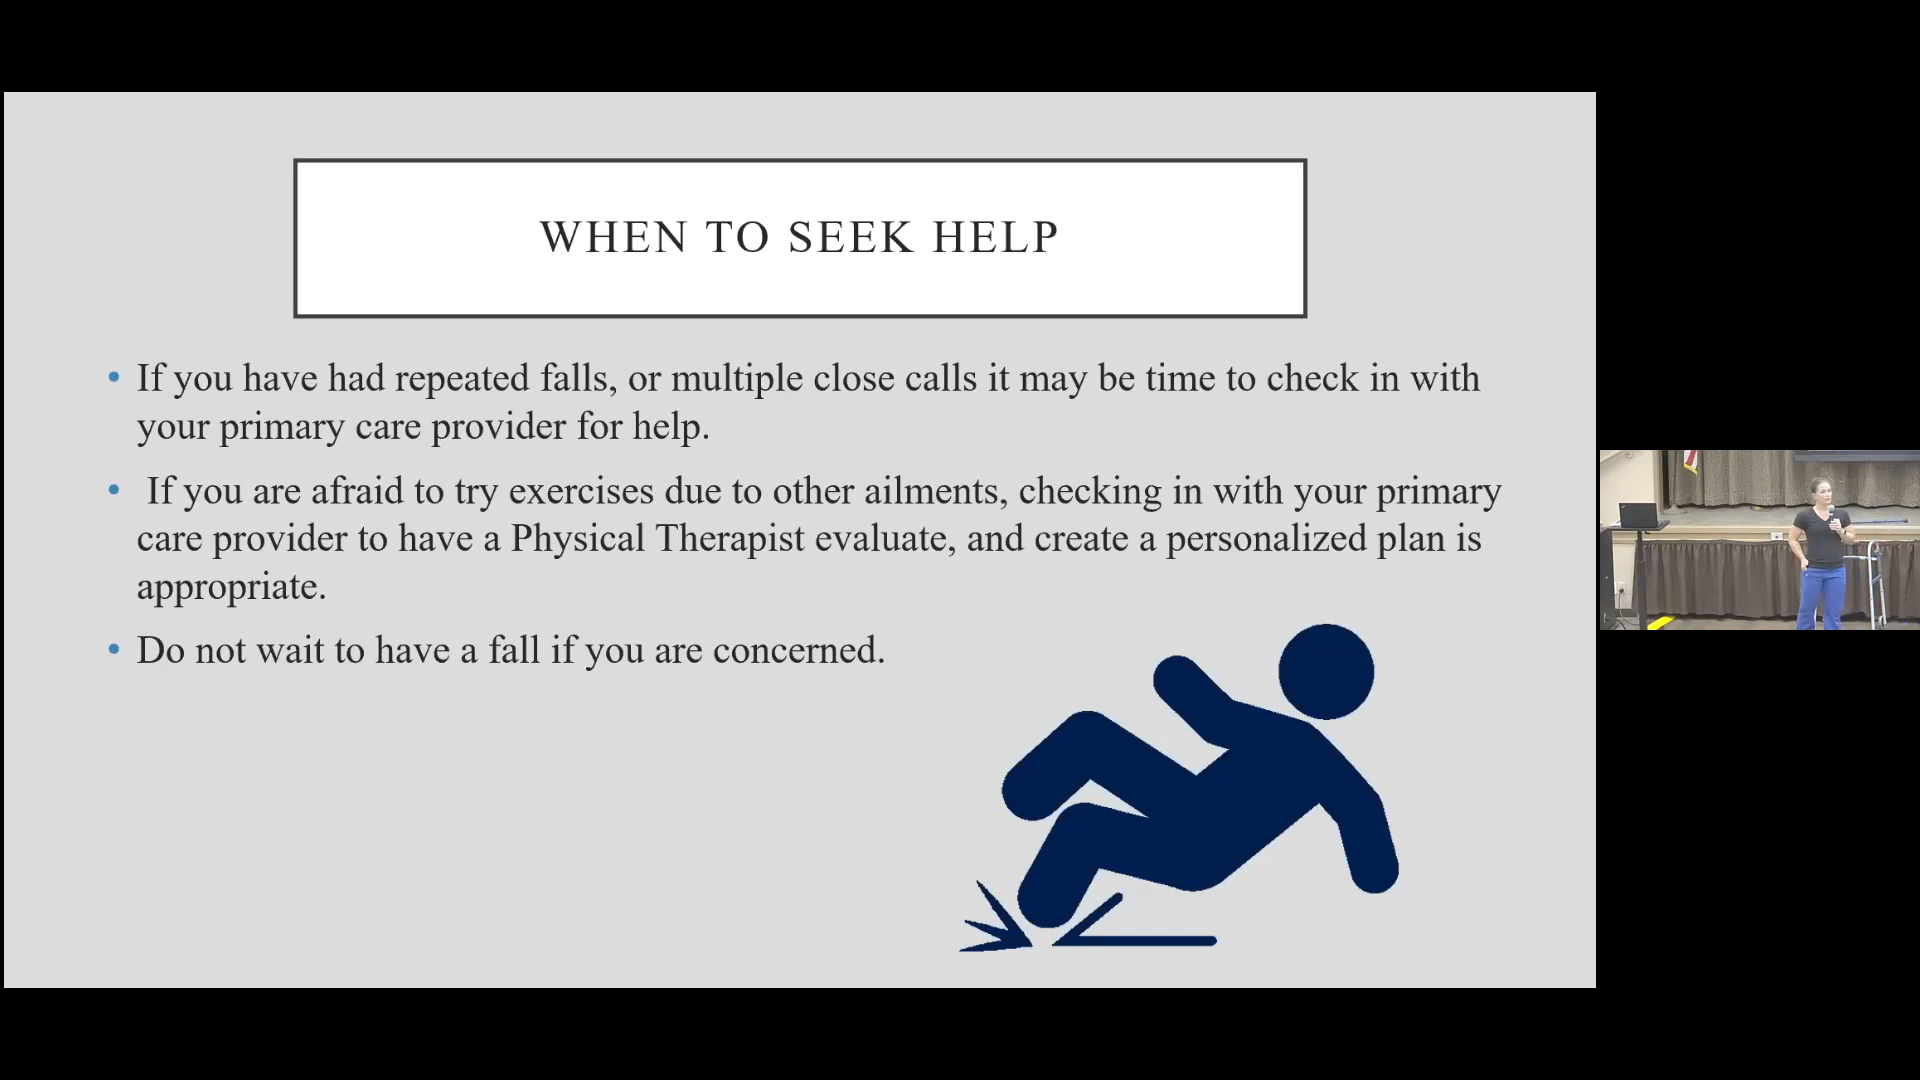 WHEN TO SEEK HELP
• If you have had repeated falls, or multiple close calls it may be time to check in with
your primary care provider for help.
• If you are afraid to try exercises due to other ailments, checking in with your primary
care provider to have a Physical Therapist evaluate, and create a personalized plan is
appropriate.
• Do not wait to have a fall if you are concerned.